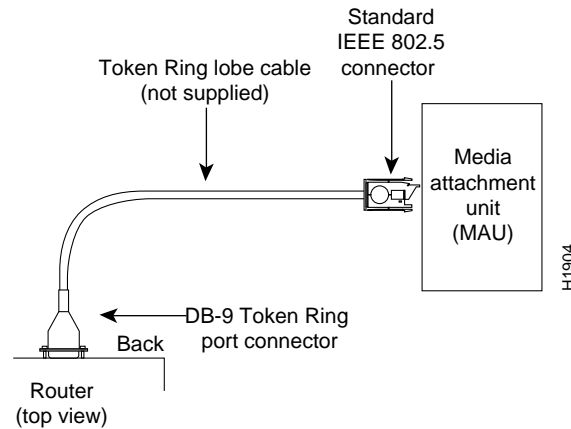 Standard
IEEE 802.5
connector
Token Ring lobe cable
(not supplied)
Media
attachment
unit
(MAU)
H1904
DB-9 Token Ring
port connector
Back
Router
(top view)